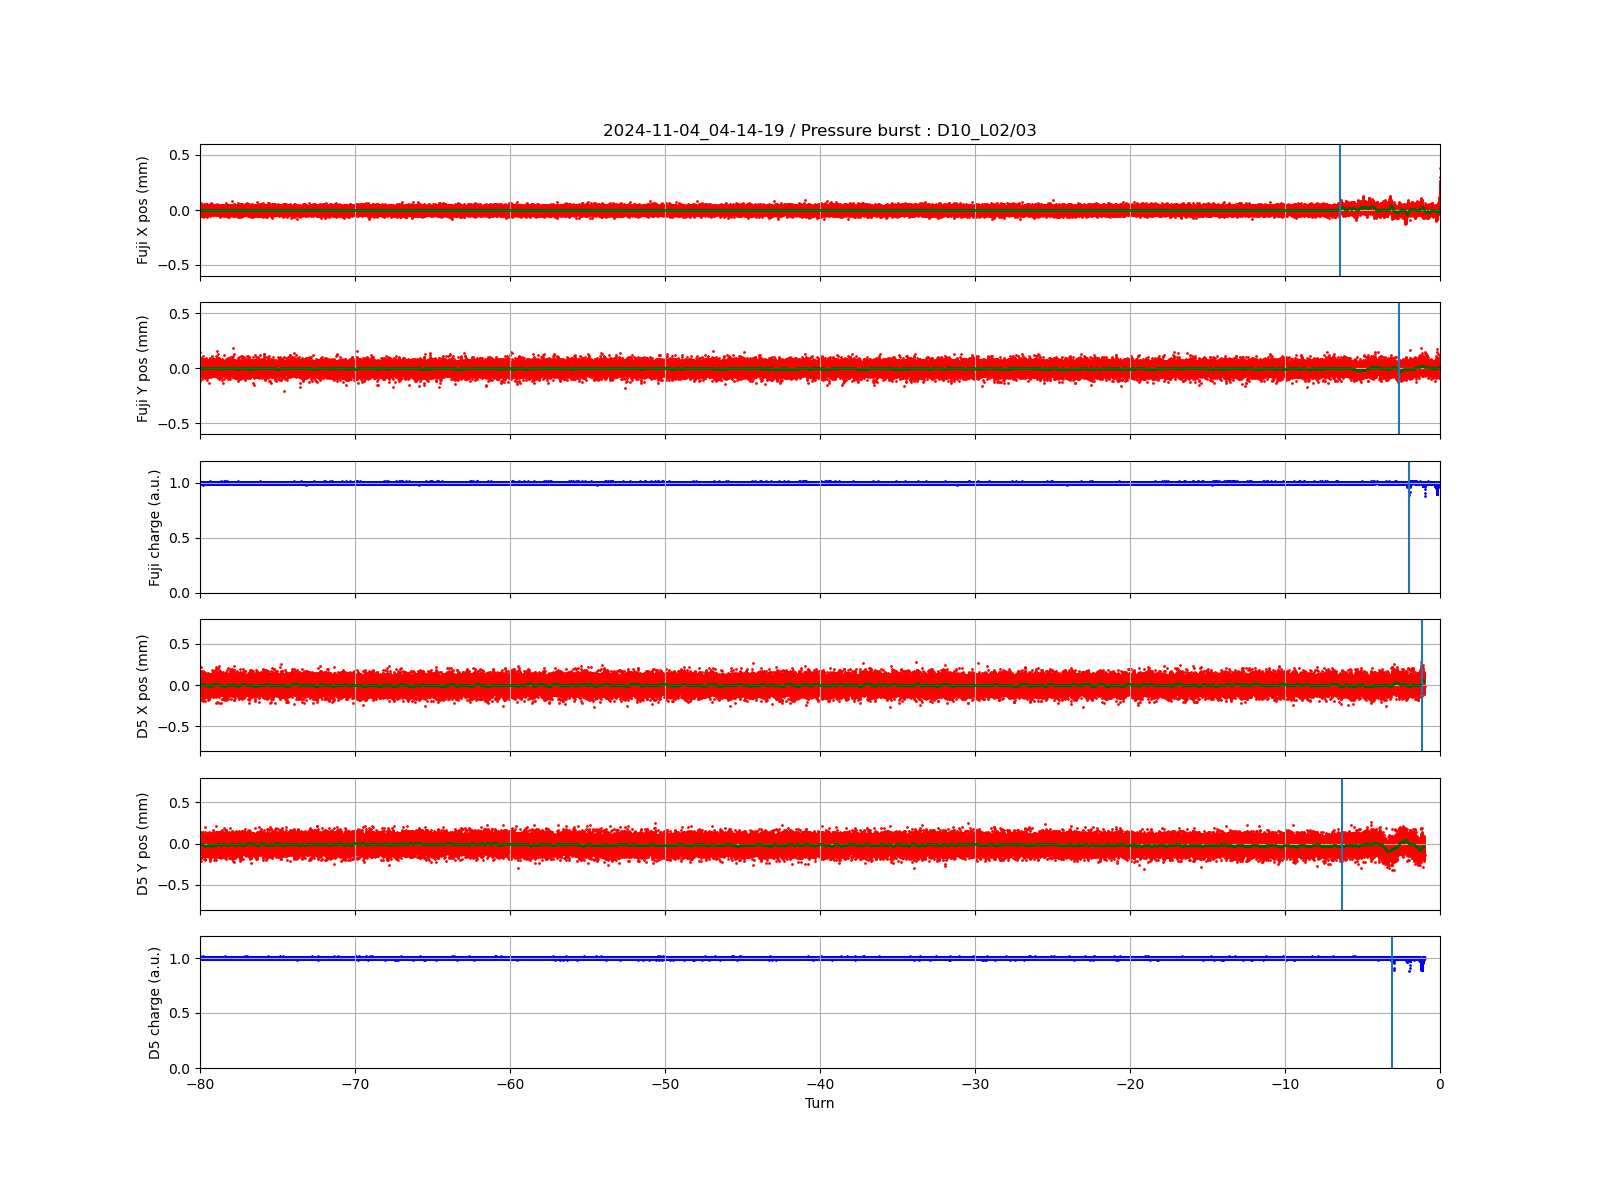 2024-11-04_04-14-19 / Pressure burst : D10_L02/03
Fuji X pos (mm)
0.5
0.0
−0.5
Fuji Y pos (mm)
0.5
0.0
−0.5
Fuji charge (a.u.)
1.0
0.5
0.0
D5 X pos (mm)
0.5
0.0
−0.5
D5 Y pos (mm)
0.5
0.0
−0.5
D5 charge (a.u.)
1.0
0.5
0.0
−80 −70 −60 −50 −40 −30 −20 −10 0
Turn